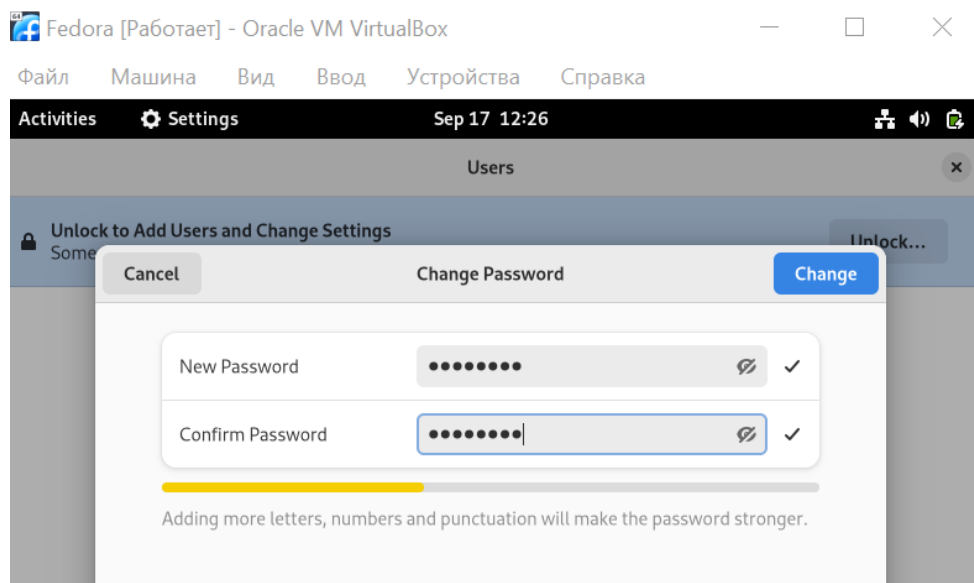 Fedora [Работает] - Oracle VM VirtualBox
Файл Машина Вид Ввод Устройства Справка
Activities Settings Sep 17 12:26
Users
Unlock to Add Users and Change Settings
Some
Unlock...
Cancel Change Password Change
New Password ●●●●●●●●
Confirm Password ●●●●●●●●
Adding more letters, numbers and punctuation will make the password stronger.